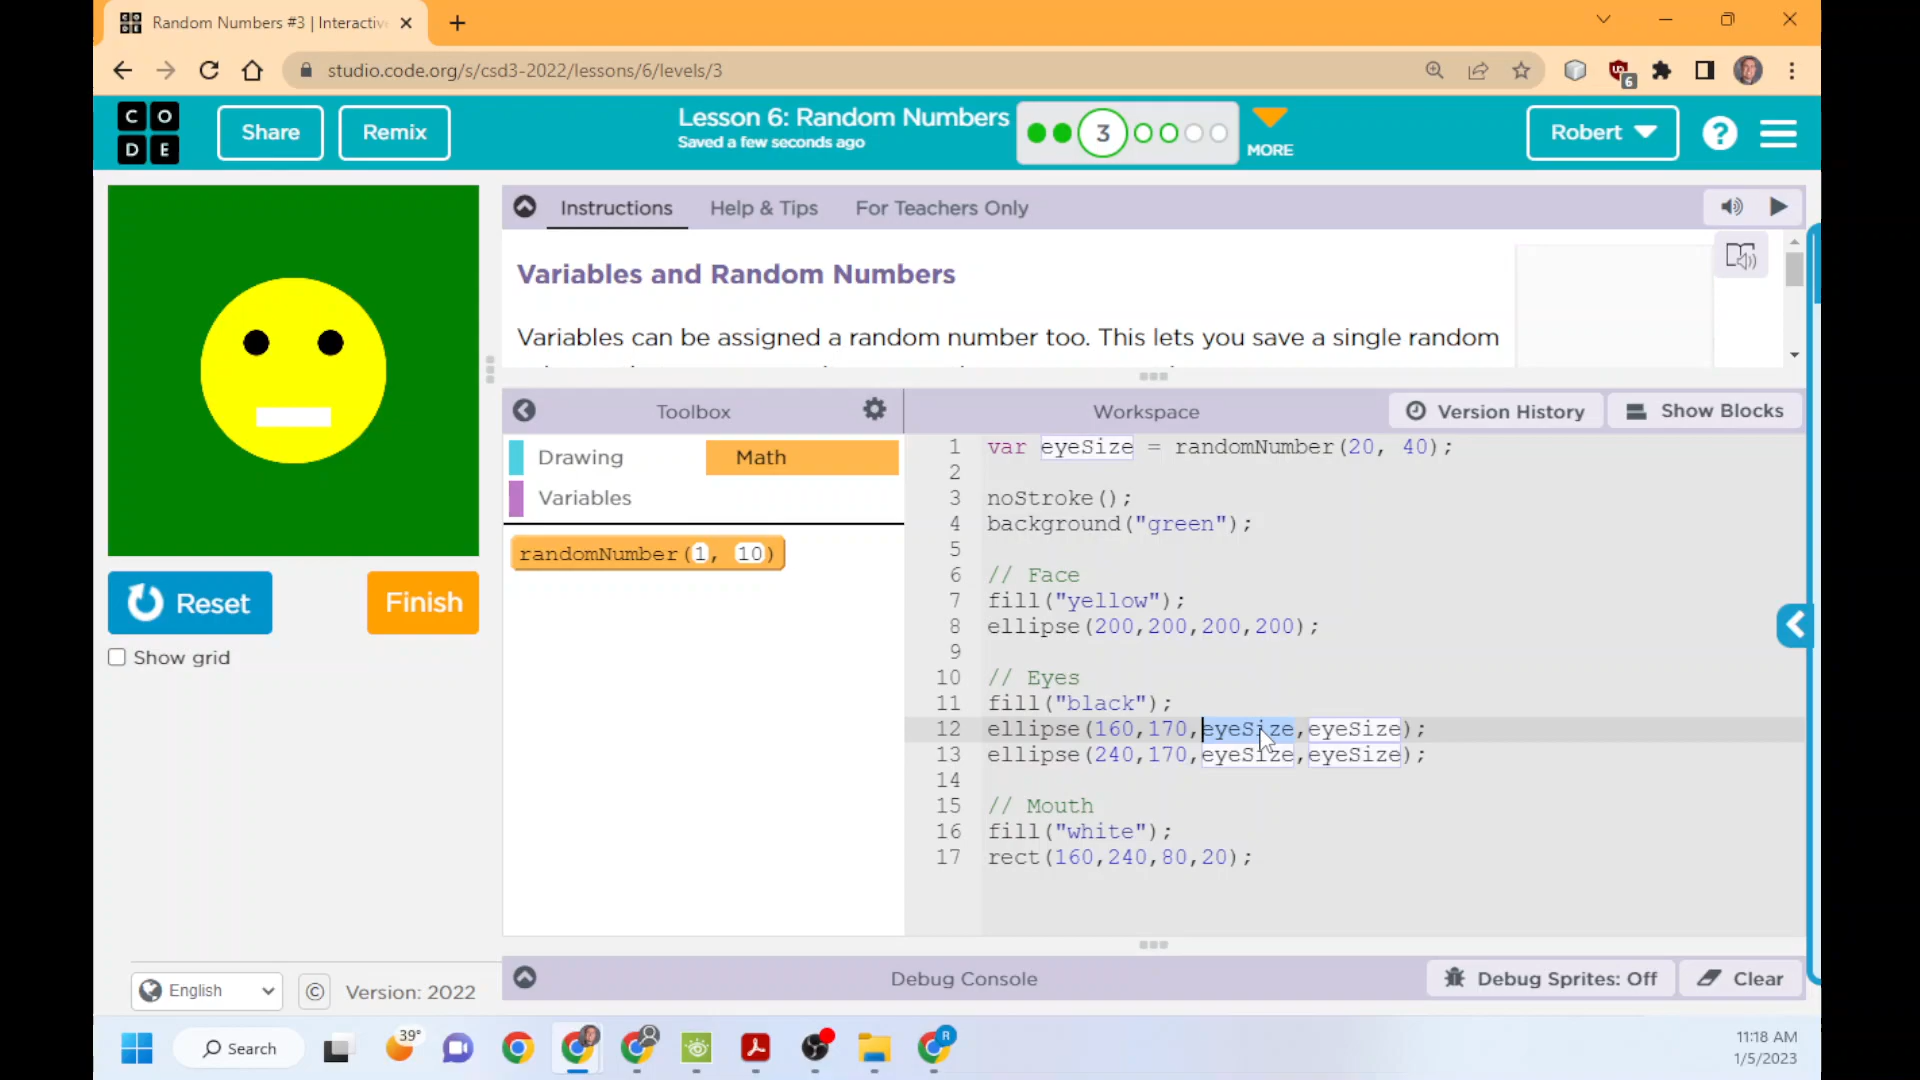 Random Numbers #3 | Interactiv
studio.code.org/s/csd3-2022/lessons/6/levels/3
6
C O
D E
Share
Remix
Lesson 6: Random Numbers
Saved a few seconds ago
3
MORE
Robert
?
Instructions
Help & Tips
For Teachers Only
Variables and Random Numbers
Variables can be assigned a random number too. This lets you save a single random
Toolbox
Workspace
Version History
Show Blocks
Drawing
Math
Variables
randomNumber(1, 10)
1 var eyeSize = randomNumber(20, 40);
2
3 noStroke();
4 background("green");
5
6 // Face
7 fill("yellow");
8 ellipse(200,200,200,200);
9
10 // Eyes
11 fill("black");
12 ellipse(160,170,eyeSize,eyeSize);
13 ellipse(240,170,eyeSize,eyeSize);
14
15 // Mouth
16 fill("white");
17 rect(160,240,80,20);
Reset
Finish
Show grid
English
©
Version: 2022
Debug Console
Debug Sprites: Off
Clear
Search
39°
R
11:18 AM
1/5/2023